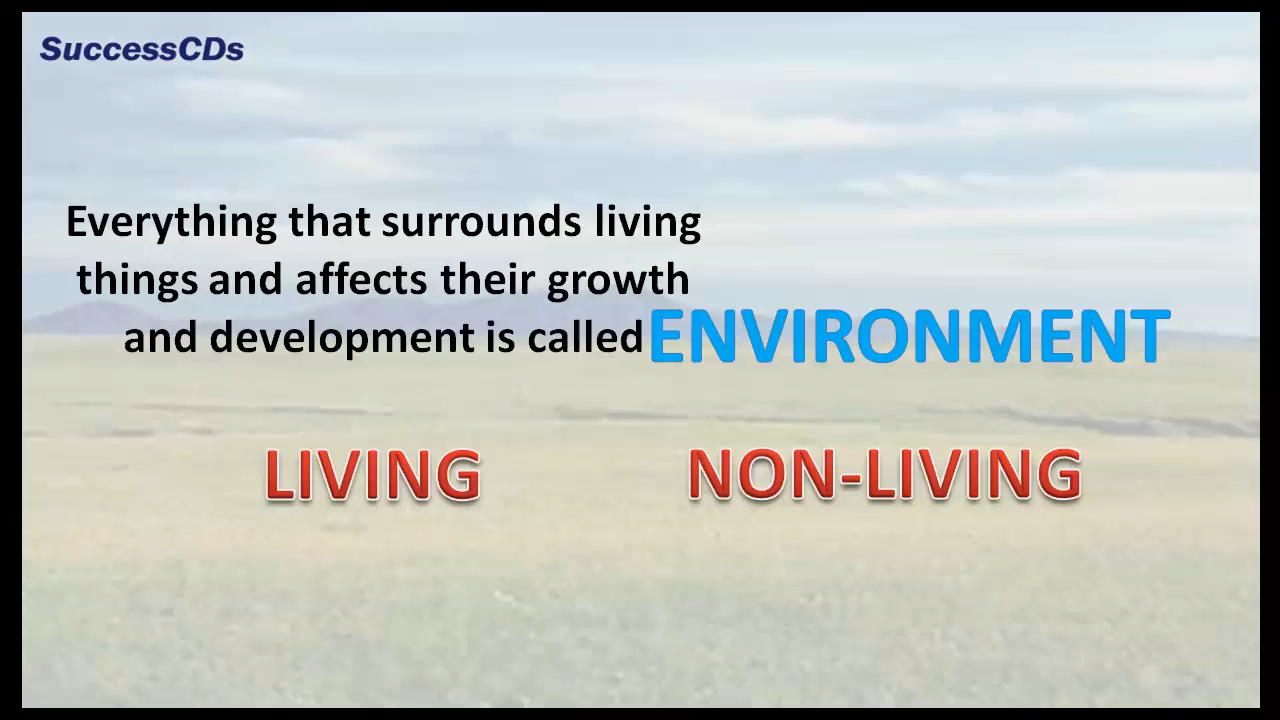 SuccessCDs
Everything that surrounds living
things and affects their growth
and development is called ENVIRONMENT
LIVING NON-LIVING